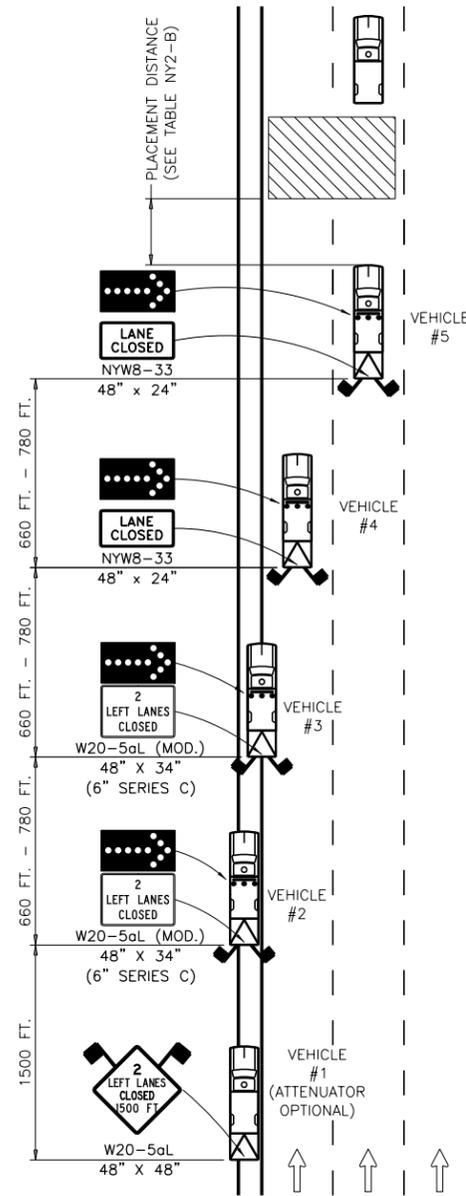 PLACEMENT DISTANCE
(SEE TABLE NY2-B)
VEHICLE
#5
LANE
CLOSED
NYW8-33
48" x 24"
660 FT. - 780 FT.
VEHICLE
#4
LANE
CLOSED
NYW8-33
48" x 24"
660 FT. - 780 FT.
VEHICLE
#3
2
LEFT LANES
CLOSED
W20-5aL (MOD.)
48" X 34"
(6" SERIES C)
660 FT. - 780 FT.
VEHICLE
#2
2
LEFT LANES
CLOSED
W20-5aL (MOD.)
48" X 34"
(6" SERIES C)
1500 FT.
VEHICLE
#1
(ATTENUATOR
OPTIONAL)
2
LEFT LANES
CLOSED
1500 FT
W20-5aL
48" X 48"